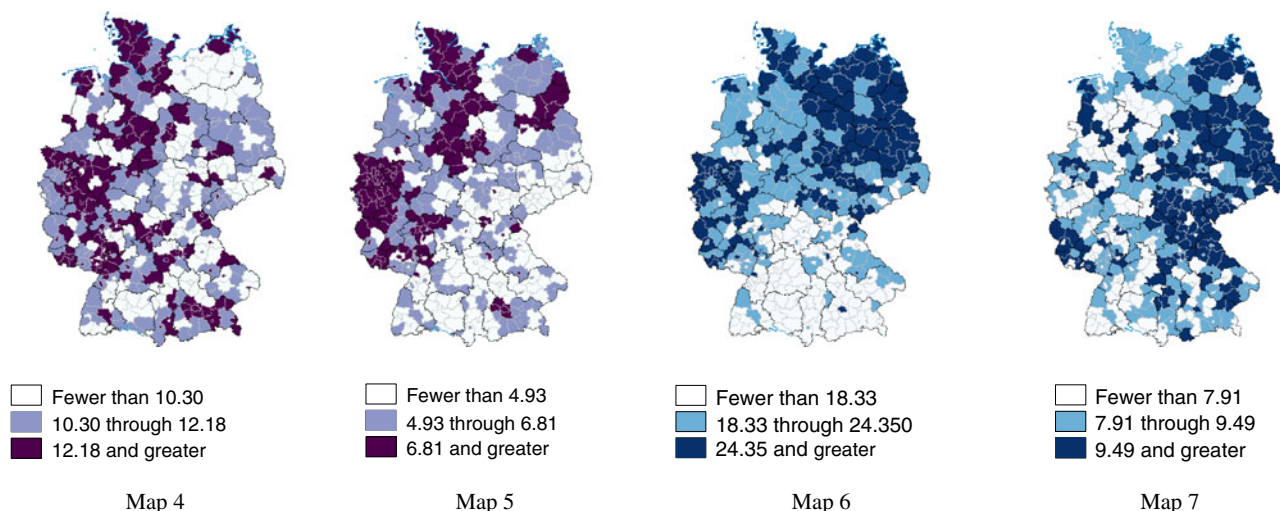 Fewer than 10.30
10.30 through 12.18
12.18 and greater
Map 4
Fewer than 4.93
4.93 through 6.81
6.81 and greater
Map 5
Fewer than 18.33
18.33 through 24.350
24.35 and greater
Map 6
Fewer than 7.91
7.91 through 9.49
9.49 and greater
Map 7